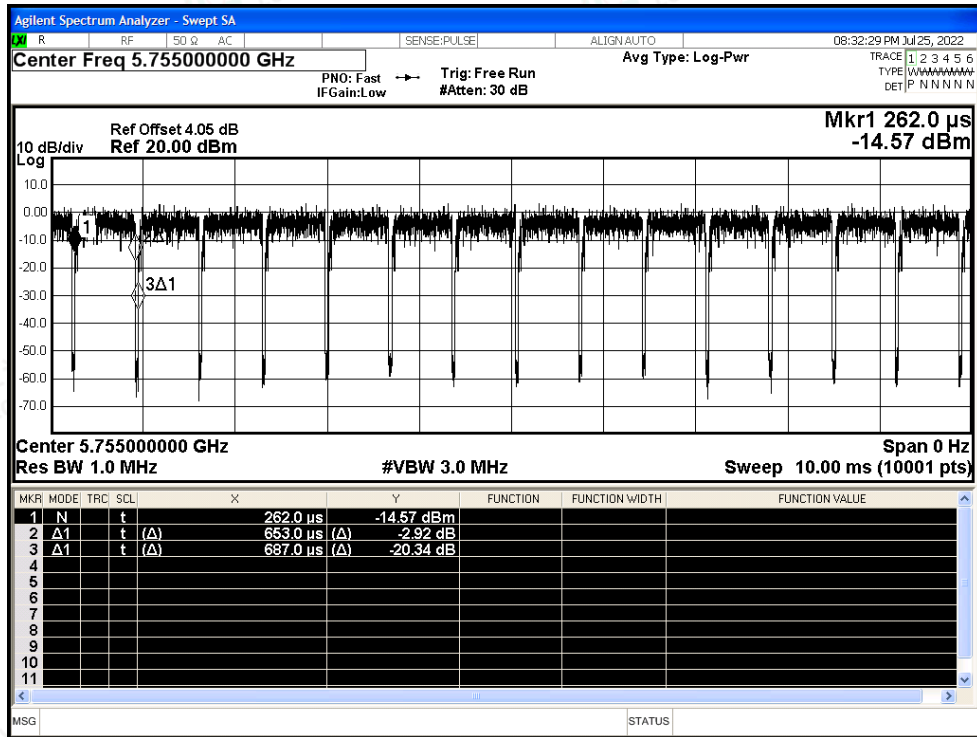 Agilent Spectrum Analyzer - Swept SA
LXI R RF 50 Ω AC SENSE:PULSE ALIGN AUTO 08:32:29 PM Jul 25, 2022
Center Freq 5.755000000 GHz
PNO: Fast
IFGain:Low
Trig: Free Run
#Atten: 30 dB
Avg Type: Log-Pwr
TRACE 1 2 3 4 5 6
TYPE WWWWWW
DET P N N N N N
Mkr1 262.0 µs
-14.57 dBm
Ref Offset 4.05 dB
10 dB/div Ref 20.00 dBm
Log
10.0
0.00
1
-10.0
-20.0
3Δ1
-30.0
-40.0
-50.0
-60.0
-70.0
Center 5.755000000 GHz Span 0 Hz
Res BW 1.0 MHz #VBW 3.0 MHz Sweep 10.00 ms (10001 pts)
MKR MODE TRC SCL X Y FUNCTION FUNCTION WIDTH FUNCTION VALUE
1 N t 262.0 µs -14.57 dBm
2 Δ1 t (Δ) 653.0 µs (Δ) -2.92 dB
3 Δ1 t (Δ) 687.0 µs (Δ) -20.34 dB
4
5
6
7
8
9
10
11
MSG STATUS